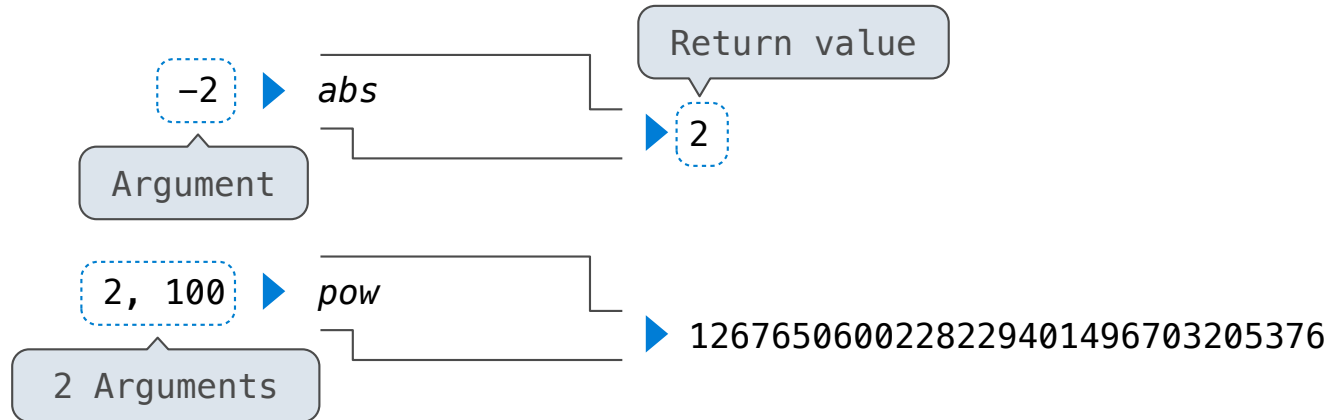 Return value
−2 abs
2
Argument
2, 100 pow
1267650600228229401496703205376
2 Arguments